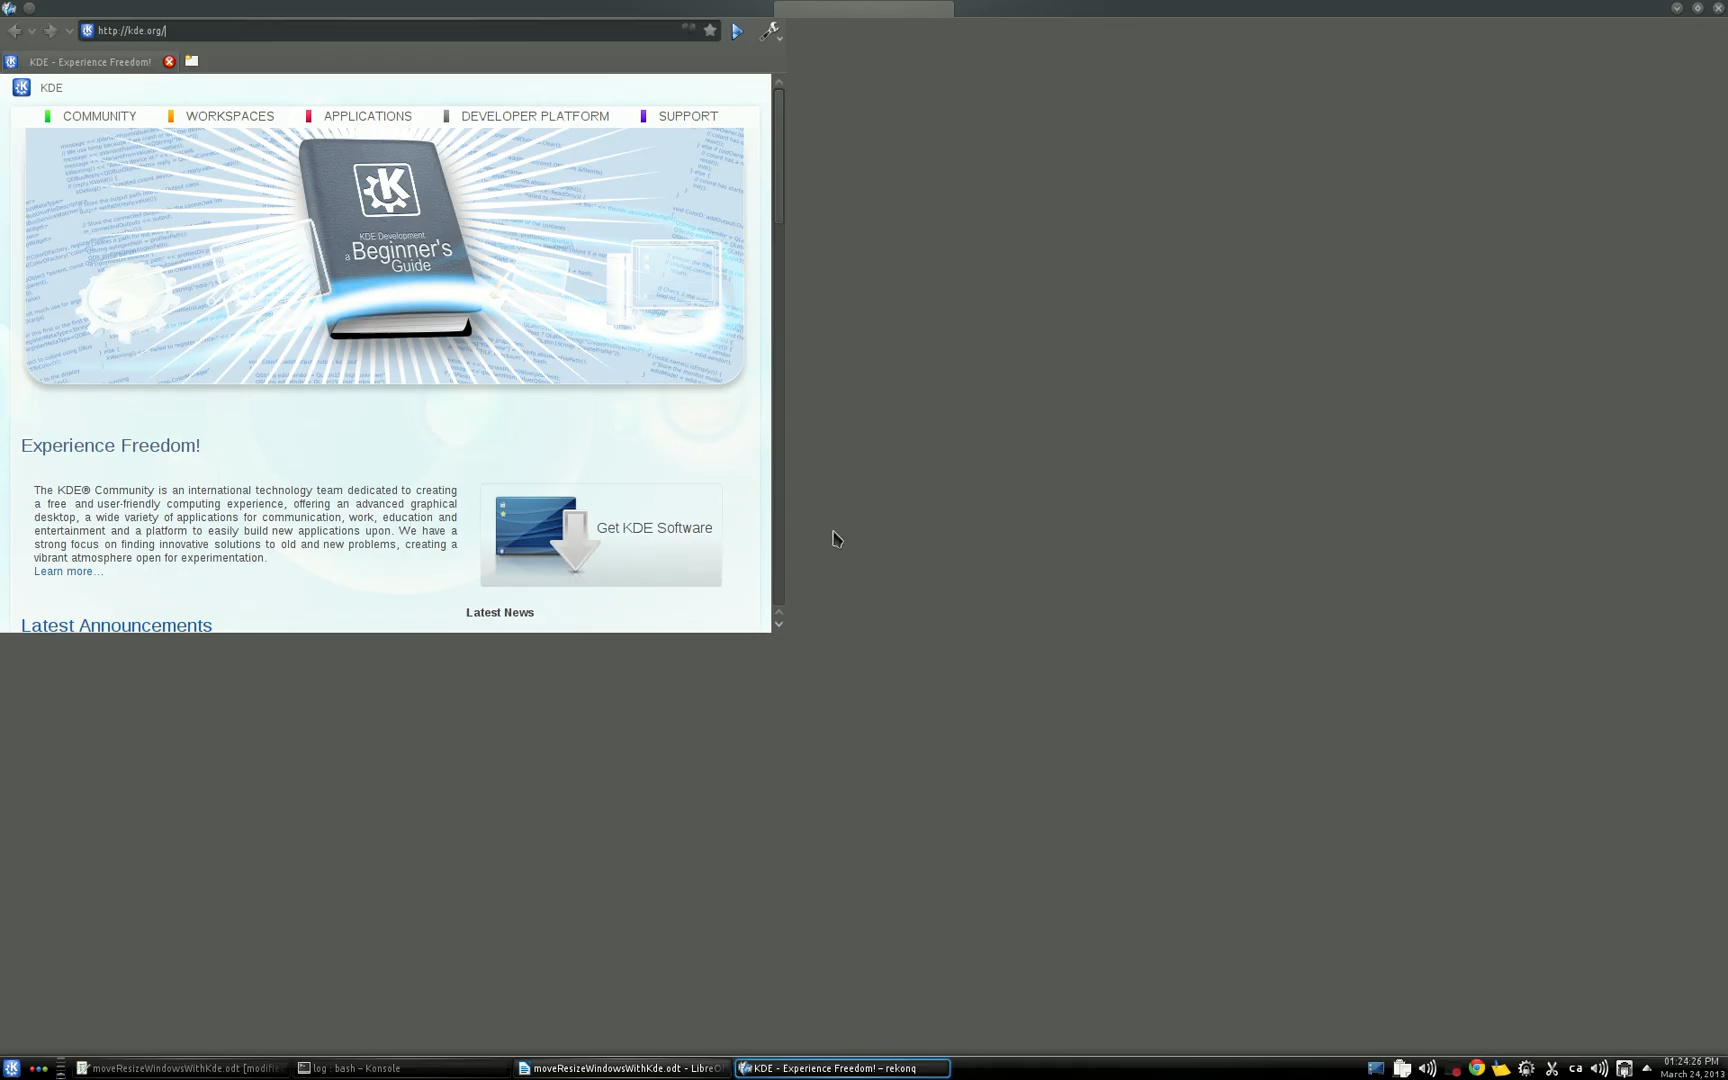 http://kde.org/
KDE - Experience Freedom!
KDE
COMMUNITY WORKSPACES APPLICATIONS DEVELOPER PLATFORM SUPPORT
KDE Development
a Beginner's
Guide
Experience Freedom!
The KDE® Community is an international technology team dedicated to creating
a free and user-friendly computing experience, offering an advanced graphical
desktop, a wide variety of applications for communication, work, education and
entertainment and a platform to easily build new applications upon. We have a
strong focus on finding innovative solutions to old and new problems, creating a
vibrant atmosphere open for experimentation.
Learn more...
Get KDE Software
Latest News
Latest Announcements
moveResizeWindowsWithKde.odt [modifie
log : bash – Konsole
moveResizeWindowsWithKde.odt - LibreO
KDE - Experience Freedom! – rekonq
ca
01:24:26 PM
March 24, 2013